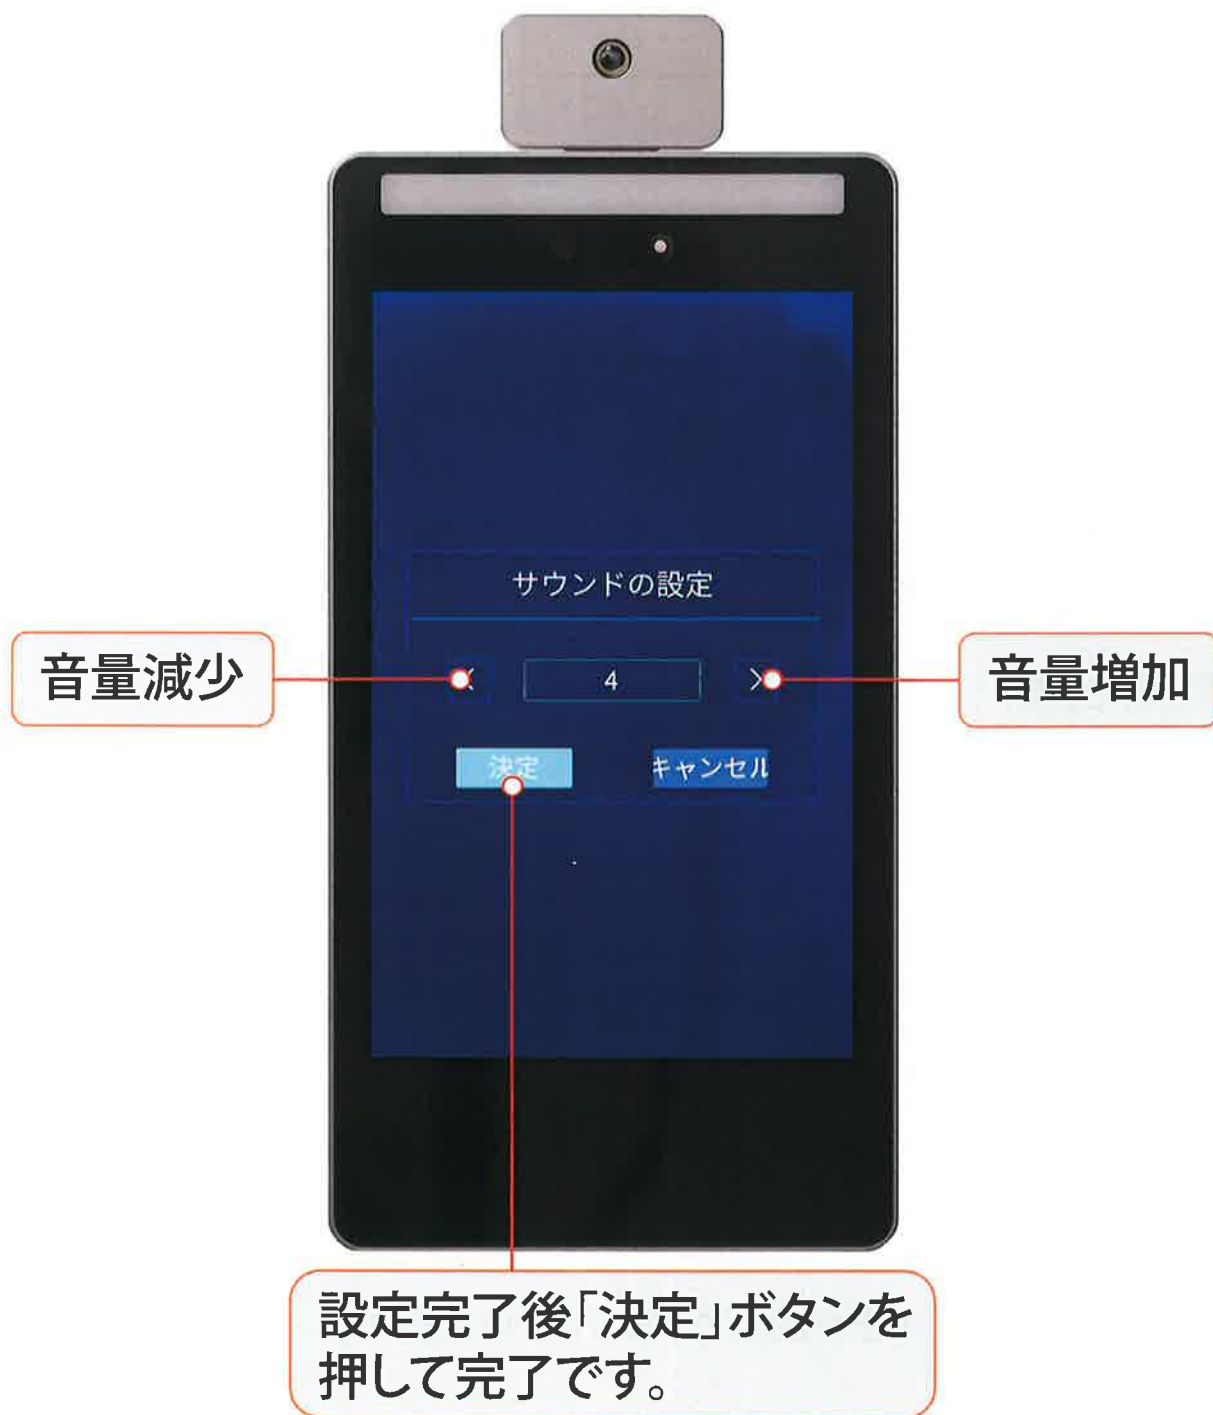 サウンドの設定
音量減少
< 4 >
音量増加
決定
キャンセル
設定完了後「決定」ボタンを
押して完了です。